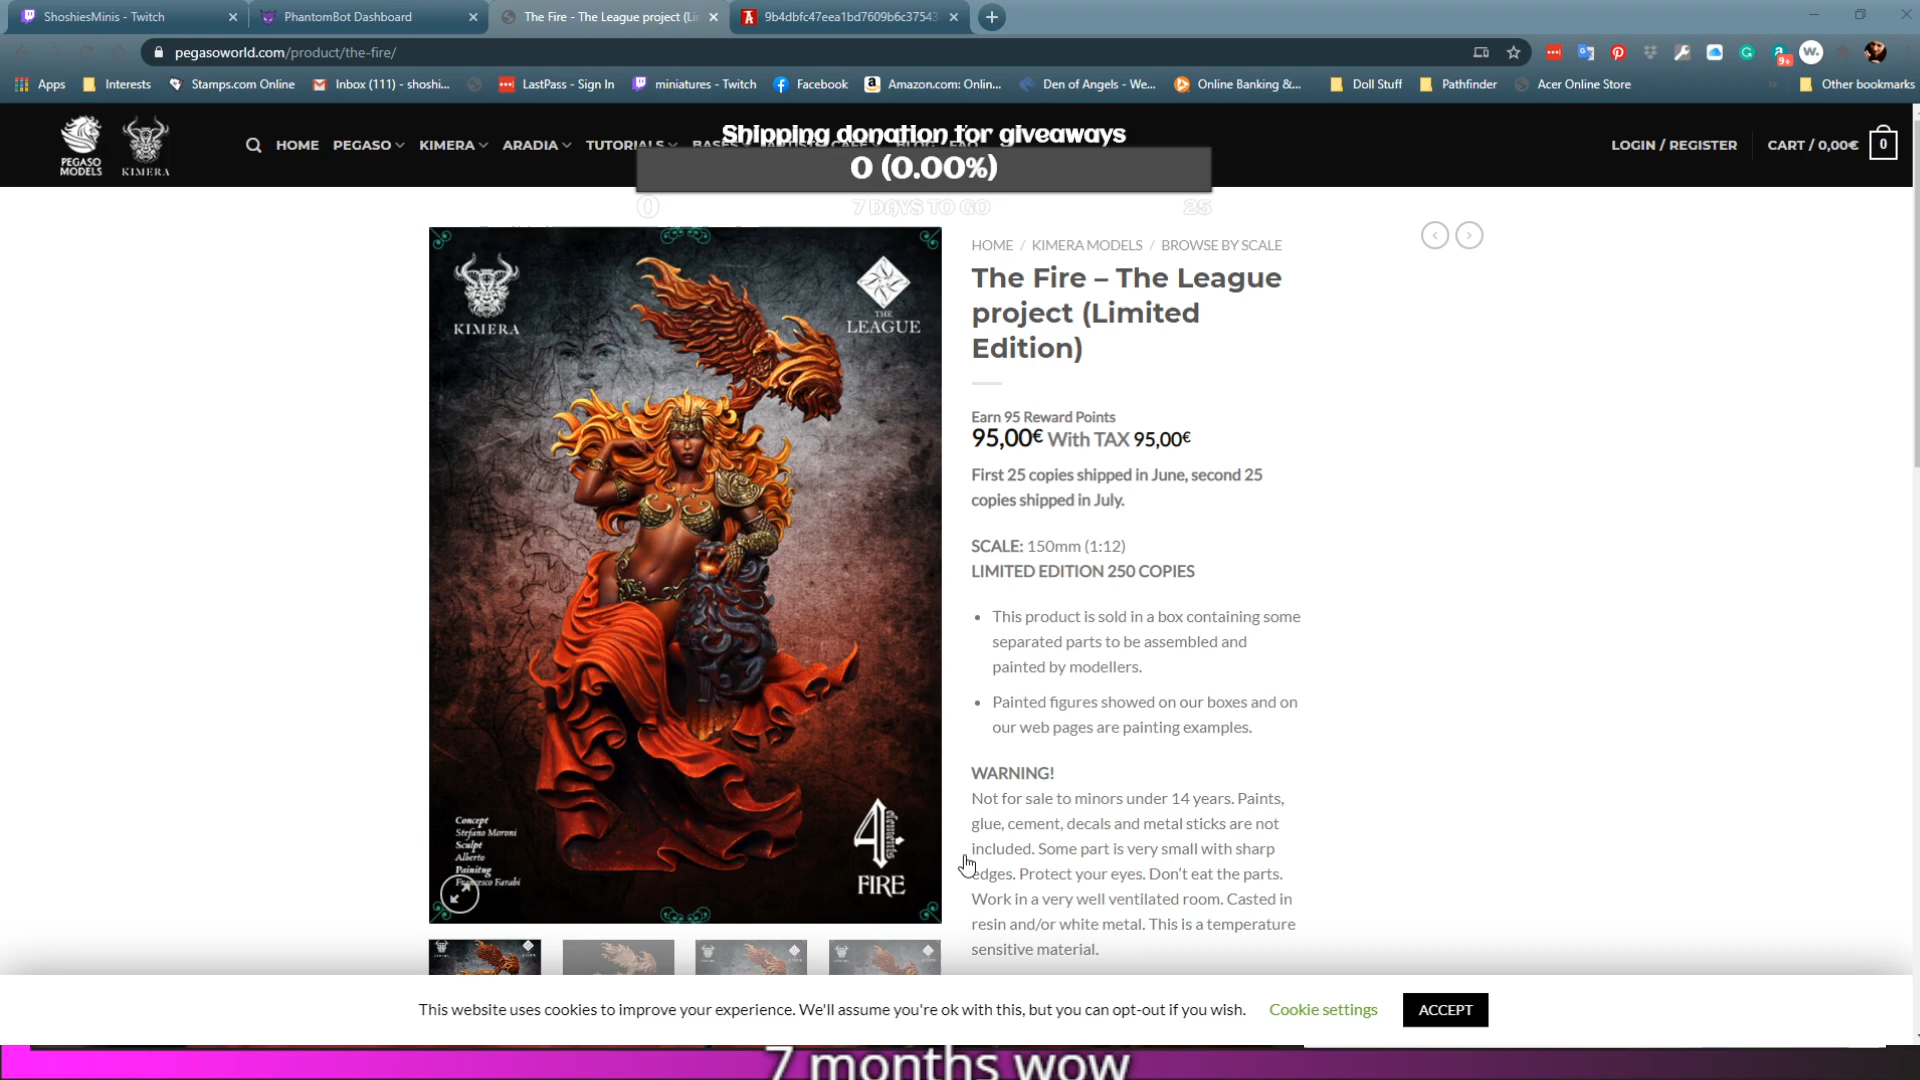 ShoshiesMinis - Twitch
PhantomBot Dashboard
The Fire - The League project (Li
9b4dbfc47eea1bd7609b6c37543
pegasoworld.com/product/the-fire/
9+
W.
Apps
Interests
Stamps.com Online
Inbox (111) - shoshi...
LastPass - Sign In
miniatures - Twitch
Facebook
Amazon.com: Onlin...
Den of Angels - We...
Online Banking &...
Doll Stuff
Pathfinder
Acer Online Store
Other bookmarks
PEGASO
MODELS
KIMERA
HOME
PEGASO
KIMERA
ARADIA
TUTORIALS
BASES
BLOG
FAQ
LOGIN / REGISTER
CART / 0,00€
0
Shipping donation for giveaways
0 (0.00%)
0
7 DAYS TO GO
25
HOME / KIMERA MODELS / BROWSE BY SCALE
The Fire – The League
project (Limited
Edition)
Earn 95 Reward Points
95,00€ With TAX 95,00€
First 25 copies shipped in June, second 25
copies shipped in July.
SCALE: 150mm (1:12)
LIMITED EDITION 250 COPIES
This product is sold in a box containing some
separated parts to be assembled and
painted by modellers.
Painted figures showed on our boxes and on
our web pages are painting examples.
WARNING!
Not for sale to minors under 14 years. Paints,
glue, cement, decals and metal sticks are not
included. Some part is very small with sharp
edges. Protect your eyes. Don’t eat the parts.
Work in a very well ventilated room. Casted in
resin and/or white metal. This is a temperature
sensitive material.
KIMERA
THE
LEAGUE
Concept
Stefano Moroni
Sculpt
Alberto
Painitng
Francesco Farabi
4
elements
FIRE
This website uses cookies to improve your experience. We'll assume you're ok with this, but you can opt-out if you wish.
Cookie settings
ACCEPT
7 months wow